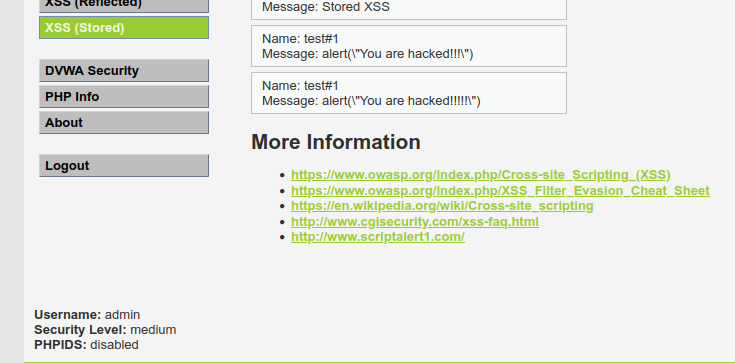 XSS (Reflected)
XSS (Stored)
DVWA Security
PHP Info
About
Logout
Message: Stored XSS
Name: test#1
Message: alert(\"You are hacked!!!\")
Name: test#1
Message: alert(\"You are hacked!!!!!\")
More Information
https://www.owasp.org/index.php/Cross-site_Scripting_(XSS)
https://www.owasp.org/index.php/XSS_Filter_Evasion_Cheat_Sheet
https://en.wikipedia.org/wiki/Cross-site_scripting
http://www.cgisecurity.com/xss-faq.html
http://www.scriptalert1.com/
Username: admin
Security Level: medium
PHPIDS: disabled